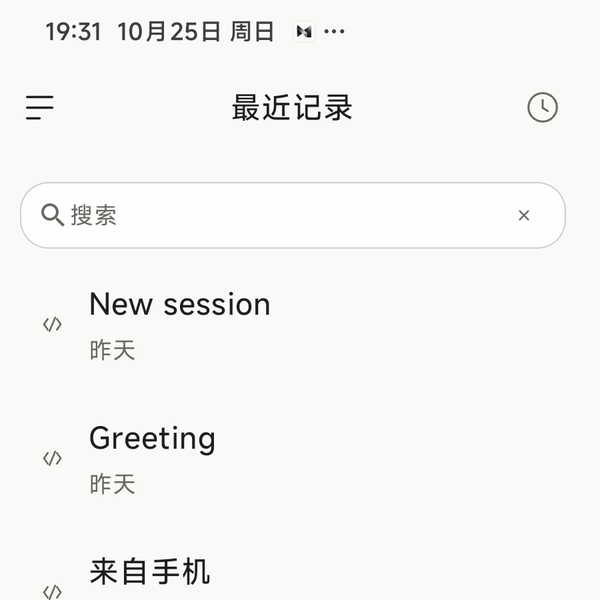 19:31 10月25日 周日
最近记录
搜索
New session
昨天
Greeting
昨天
来自手机